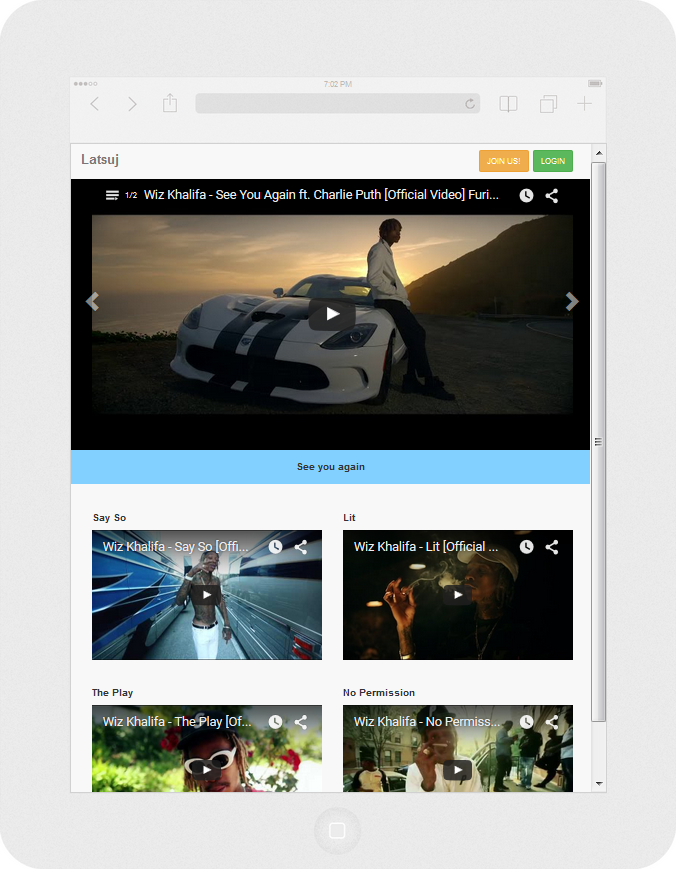 7:02 PM
Latsuj
JOIN US!
LOGIN
1/2 Wiz Khalifa - See You Again ft. Charlie Puth [Official Video] Furi...
See you again
Say So
Lit
Wiz Khalifa - Say So [Offi...
Wiz Khalifa - Lit [Official ...
The Play
No Permission
Wiz Khalifa - The Play [Of...
Wiz Khalifa - No Permiss...